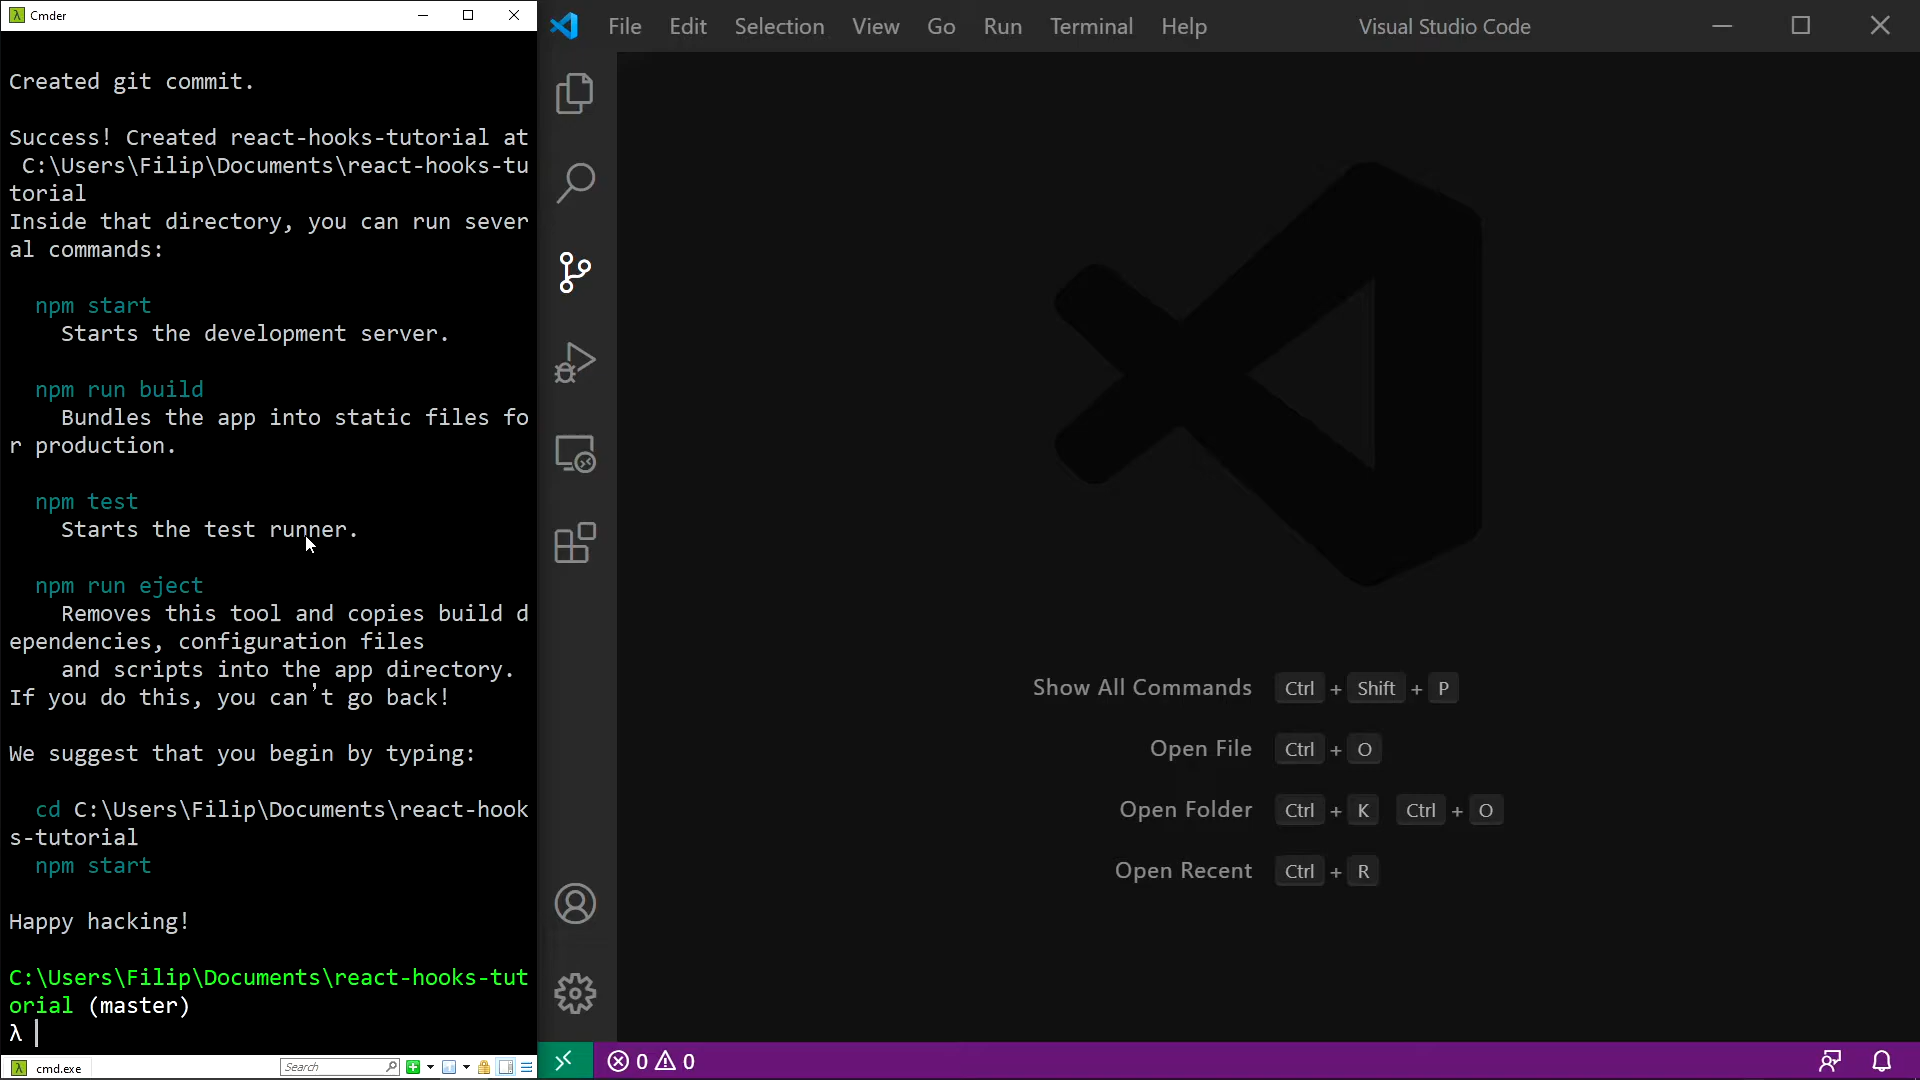 Cmder
Created git commit.
Success! Created react-hooks-tutorial at
C:\Users\Filip\Documents\react-hooks-tu
torial
Inside that directory, you can run sever
al commands:
npm start
Starts the development server.
npm run build
Bundles the app into static files fo
r production.
npm test
Starts the test runner.
npm run eject
Removes this tool and copies build d
ependencies, configuration files
and scripts into the app directory.
If you do this, you can't go back!
We suggest that you begin by typing:
cd C:\Users\Filip\Documents\react-hook
s-tutorial
npm start
Happy hacking!
C:\Users\Filip\Documents\react-hooks-tut
orial (master)
λ
cmd.exe
Search
File Edit Selection View Go Run Terminal Help
Visual Studio Code
Show All Commands Ctrl + Shift + P
Open File Ctrl + O
Open Folder Ctrl + K Ctrl + O
Open Recent Ctrl + R
0 0